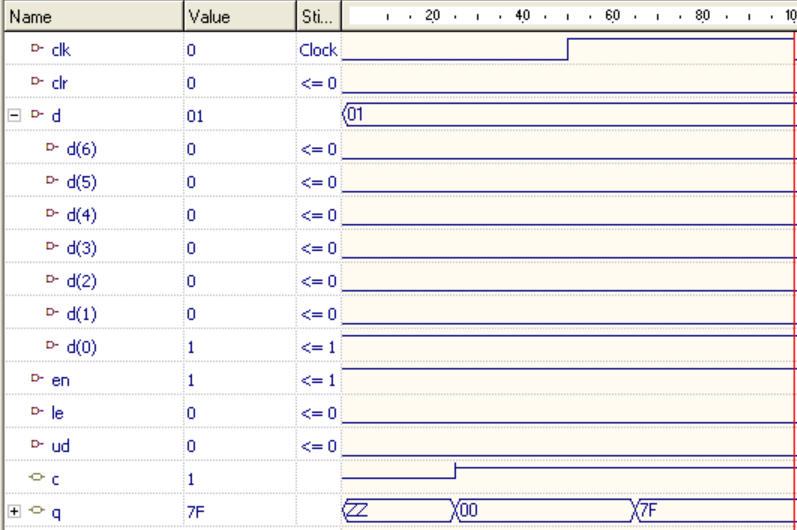 Name Value Sti... 20 40 60 80 10
clk 0 Clock
clr 0 <= 0
d 01 01
d(6) 0 <= 0
d(5) 0 <= 0
d(4) 0 <= 0
d(3) 0 <= 0
d(2) 0 <= 0
d(1) 0 <= 0
d(0) 1 <= 1
en 1 <= 1
le 0 <= 0
ud 0 <= 0
c 1
q 7F ZZ 00 7F